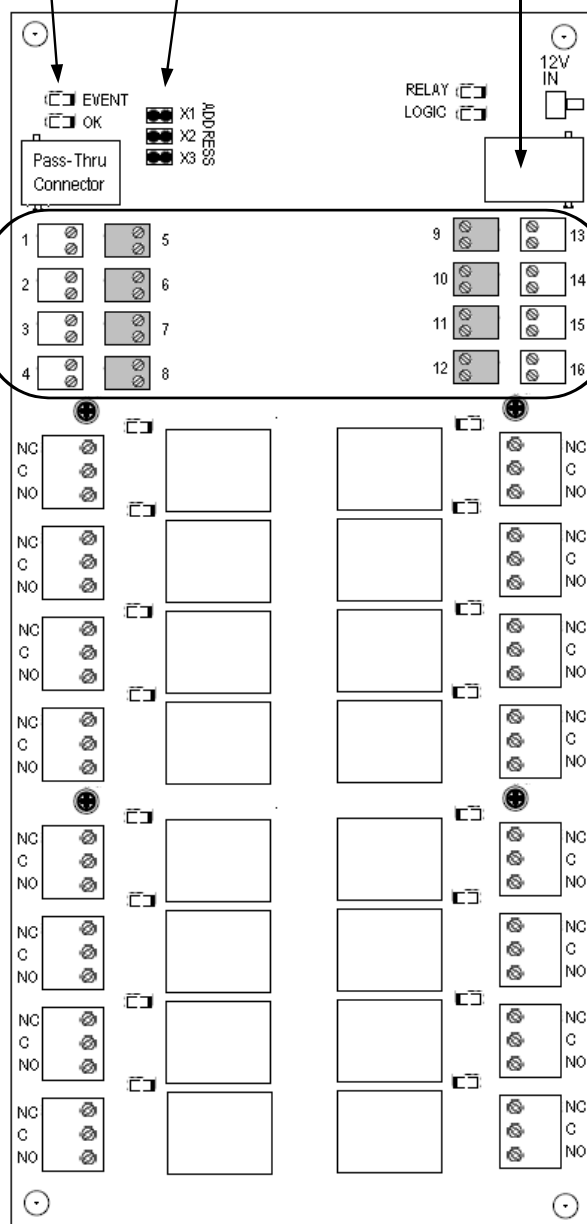 12V
IN
EVENT
OK
X1
X2
X3
ADDRESS
RELAY
LOGIC
Pass-Thru
Connector
1 5 9 13
2 6 10 14
3 7 11 15
4 8 12 16
NC NC
C C
NO NO
NC NC
C C
NO NO
NC NC
C C
NO NO
NC NC
C C
NO NO
NC NC
C C
NO NO
NC NC
C C
NO NO
NC NC
C C
NO NO
NC NC
C C
NO NO